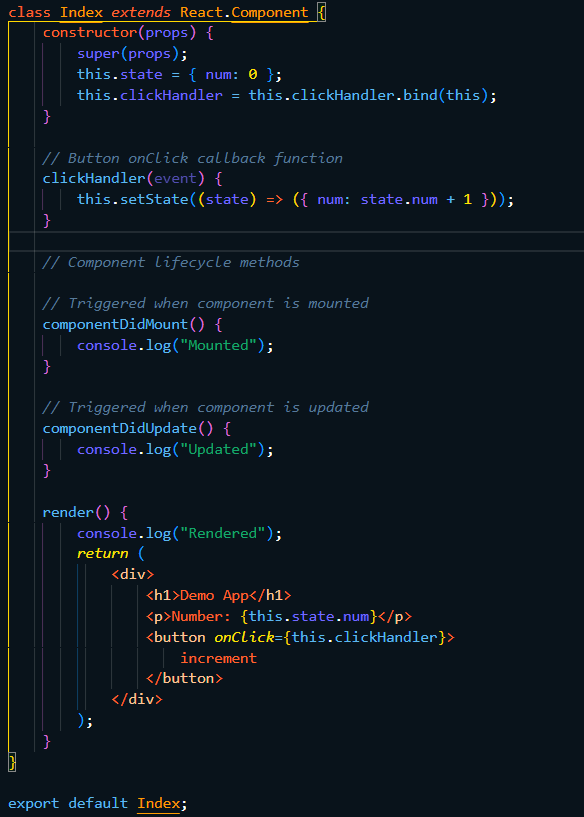 class Index extends React.Component {
constructor(props) {
super(props);
this.state = { num: 0 };
this.clickHandler = this.clickHandler.bind(this);
}
// Button onClick callback function
clickHandler(event) {
this.setState((state) => ({ num: state.num + 1 }));
}
// Component lifecycle methods
// Triggered when component is mounted
componentDidMount() {
console.log("Mounted");
}
// Triggered when component is updated
componentDidUpdate() {
console.log("Updated");
}
render() {
console.log("Rendered");
return (
<div>
<h1>Demo App</h1>
<p>Number: {this.state.num}</p>
<button onClick={this.clickHandler}>
increment
</button>
</div>
);
}
}
export default Index;